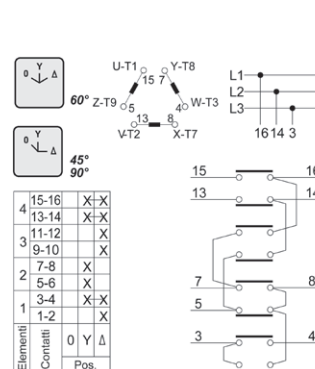 0 Y Δ
60°
0 Y Δ
45°
90°
U-T1 Y-T8
15 7
Z-T9 5 4 W-T3
13 8
V-T2 X-T7
L1
L2
L3
16 14 3
15 16
13 14
7 8
5
3 4
4 15-16 X X
13-14 X X
3 11-12 X
9-10 X
2 7-8 X
5-6 X
1 3-4 X X
1-2 X
Elementi Contatti 0 Y Δ
Pos.